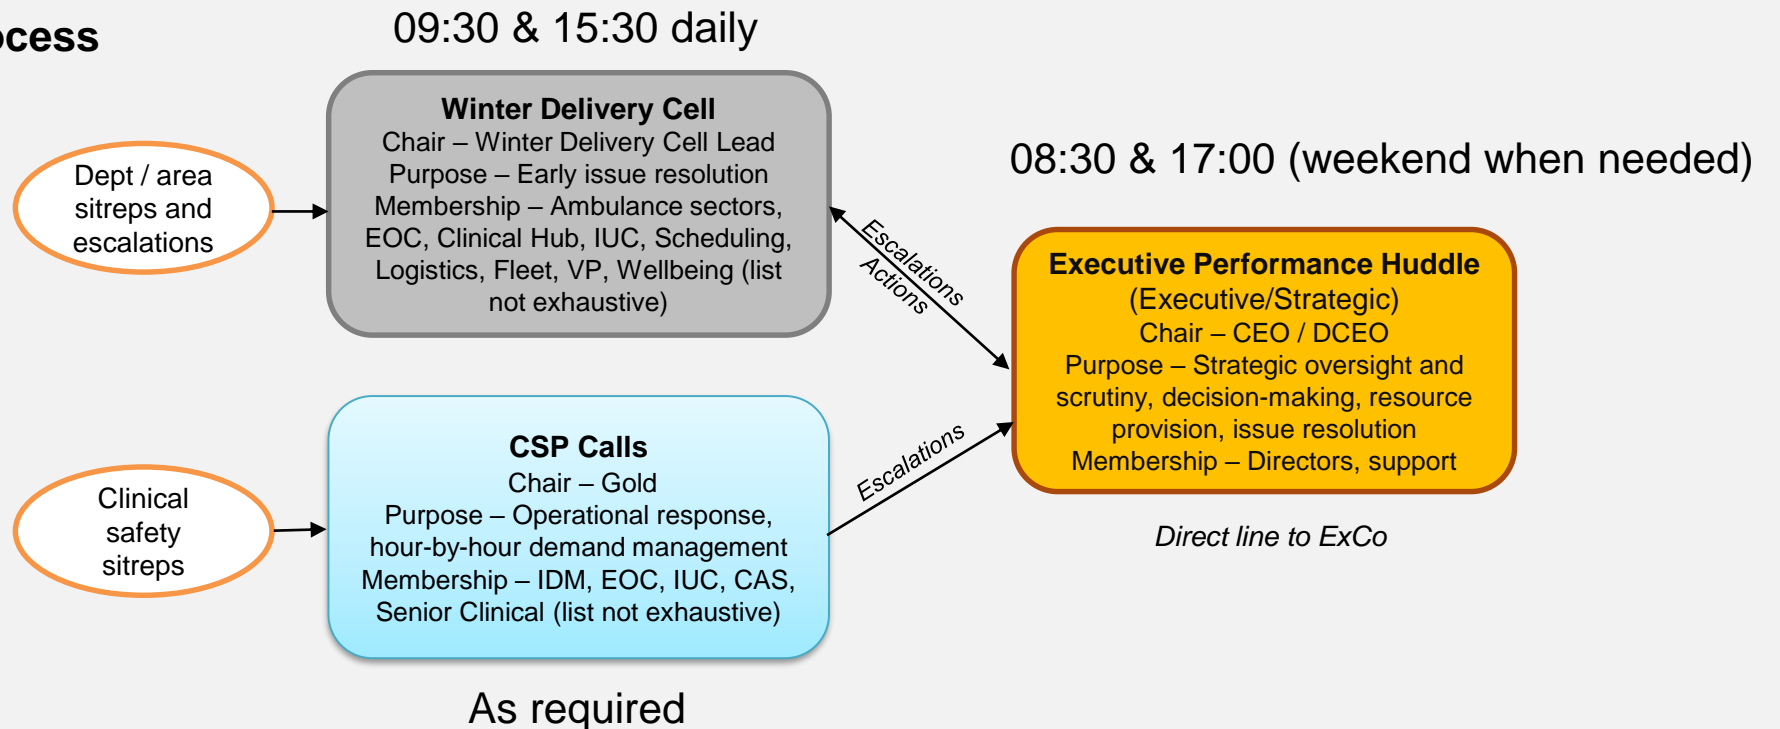 ocess
09:30 & 15:30 daily
Dept / area
sitreps and
escalations
Winter Delivery Cell
Chair – Winter Delivery Cell Lead
Purpose – Early issue resolution
Membership – Ambulance sectors,
EOC, Clinical Hub, IUC, Scheduling,
Logistics, Fleet, VP, Wellbeing (list
not exhaustive)
Escalations
Actions
08:30 & 17:00 (weekend when needed)
Executive Performance Huddle
(Executive/Strategic)
Chair – CEO / DCEO
Purpose – Strategic oversight and
scrutiny, decision-making, resource
provision, issue resolution
Membership – Directors, support
Direct line to ExCo
Clinical
safety
sitreps
CSP Calls
Chair – Gold
Purpose – Operational response,
hour-by-hour demand management
Membership – IDM, EOC, IUC, CAS,
Senior Clinical (list not exhaustive)
Escalations
As required